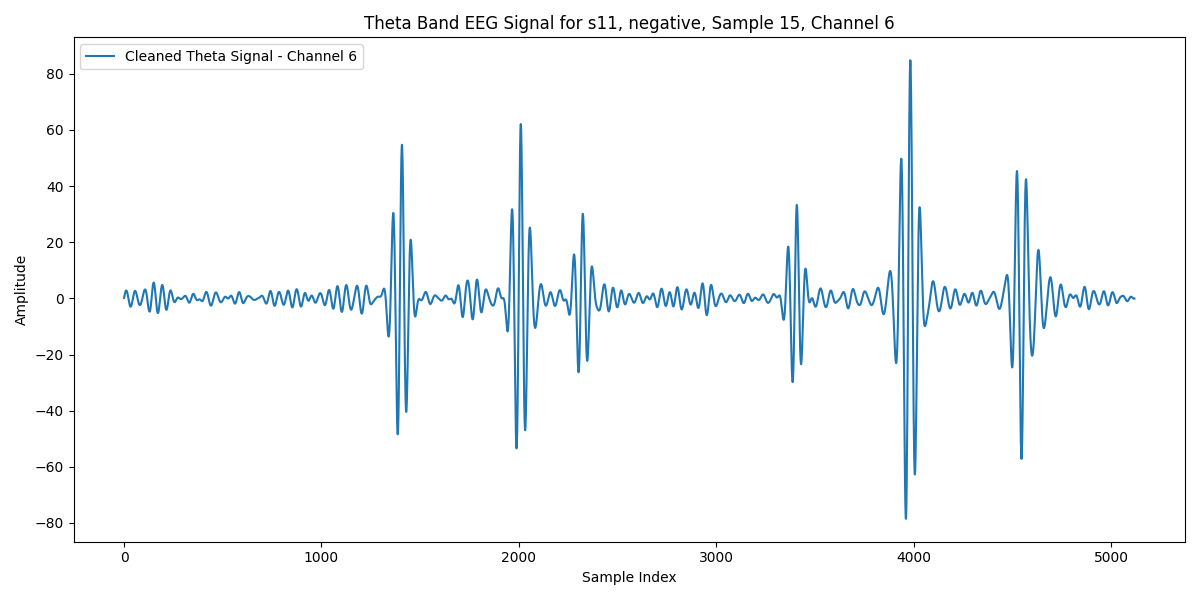 Theta Band EEG Signal for s11, negative, Sample 15, Channel 6
Cleaned Theta Signal - Channel 6
Amplitude
80
60
40
20
0
−20
−40
−60
−80
0 1000 2000 3000 4000 5000
Sample Index